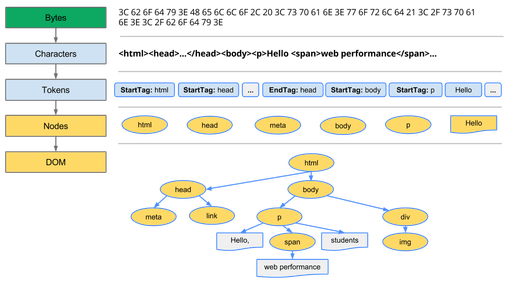 Bytes
3C 62 6F 64 79 3E 48 65 6C 6C 6F 2C 20 3C 73 70 61 6E 3E 77 6F 72 6C 64 21 3C 2F 73 70 61
6E 3E 3C 2F 62 6F 64 79 3E
Characters
<html><head>...</head><body><p>Hello <span>web performance</span>...
Tokens
StartTag: html StartTag: head ... EndTag: head StartTag: body StartTag: p Hello ...
Nodes
html head meta body p Hello
DOM
html
head body
meta link p div
Hello, span students img
web performance